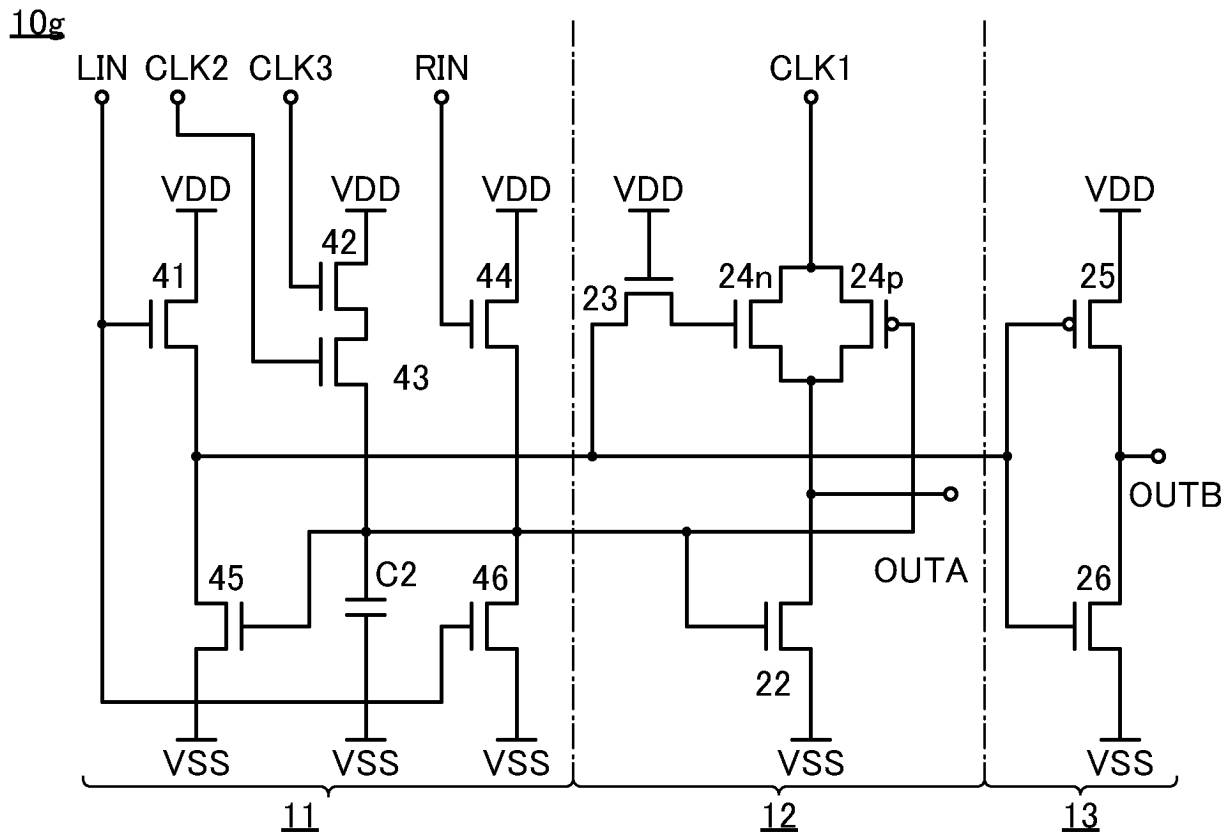 10g
LIN CLK2 CLK3 RIN CLK1
VDD VDD VDD VDD VDD
41 42 44 23 24n 24p 25
43
OUTB
OUTA
45 C2 46 26
22
VSS VSS VSS VSS VSS
11 12 13